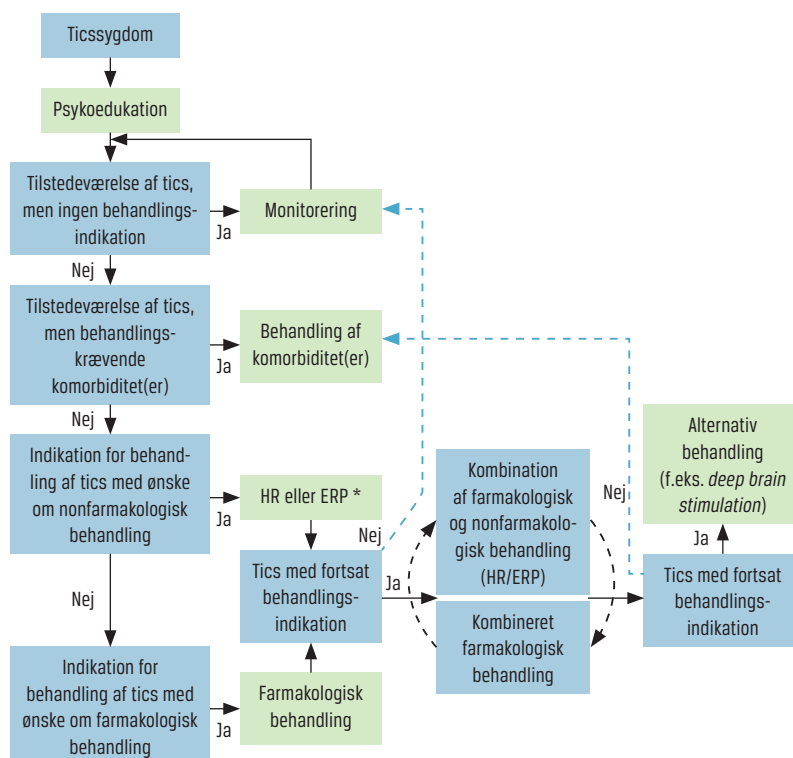 Ticssygdom
Psykoedukation
Tilstedeværelse af tics,
men ingen behandlings-
indikation
Ja
Monitorering
Nej
Tilstedeværelse af tics,
men behandlings-
krævende
komorbiditet(er)
Ja
Behandling af
komorbiditet(er)
Nej
Indikation for behand-
ling af tics med ønske
om nonfarmakologisk
behandling
Ja
HR eller ERP *
Nej
Tics med fortsat
behandlings-
indikation
Ja
Nej
Indikation for
behandling af tics med
ønske om farmakologisk
behandling
Ja
Farmakologisk
behandling
Kombination
af farmakologisk
og nonfarmakolo-
gisk behandling
(HR/ERP)
Kombineret
farmakologisk
behandling
Nej
Alternativ
behandling
(f.eks. deep brain
stimulation)
Ja
Tics med fortsat
behandlings-
indikation